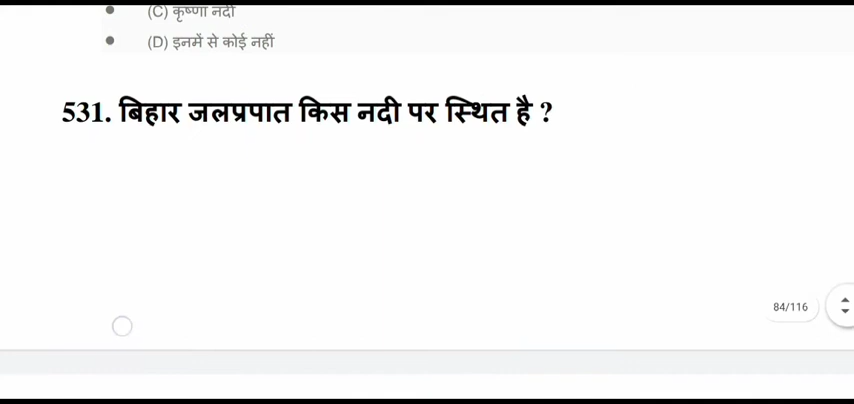 (C) कृष्णा नदी
(D) इनमें से कोई नहीं
531. बिहार जलप्रपात किस नदी पर स्थित है ?
84/116